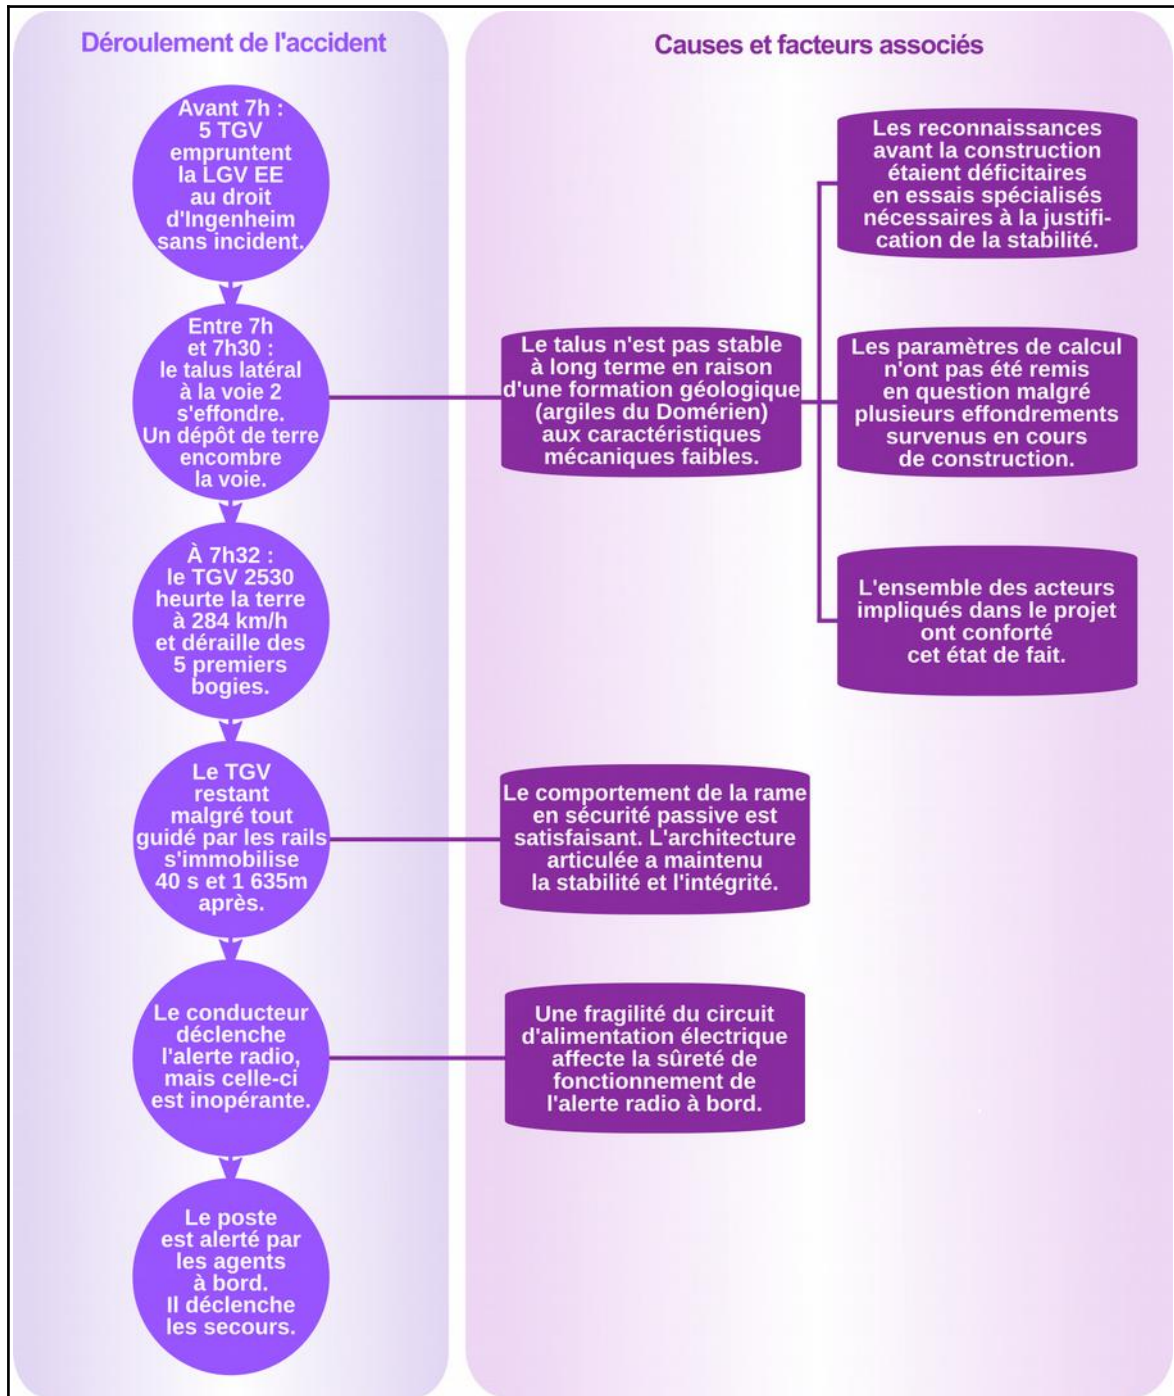 Déroulement de l'accident
Causes et facteurs associés
Avant 7h :
5 TGV
empruntent
la LGV EE
au droit
d'Ingenheim
sans incident.
Entre 7h
et 7h30 :
le talus latéral
à la voie 2
s'effondre.
Un dépôt de terre
encombre
la voie.
Le talus n'est pas stable
à long terme en raison
d'une formation géologique
(argiles du Domérien)
aux caractéristiques
mécaniques faibles.
Les reconnaissances
avant la construction
étaient déficitaires
en essais spécialisés
nécessaires à la justifi-
cation de la stabilité.
Les paramètres de calcul
n'ont pas été remis
en question malgré
plusieurs effondrements
survenus en cours
de construction.
L'ensemble des acteurs
impliqués dans le projet
ont conforté
cet état de fait.
À 7h32 :
le TGV 2530
heurte la terre
à 284 km/h
et déraille des
5 premiers
bogies.
Le TGV
restant
malgré tout
guidé par les rails
s'immobilise
40 s et 1 635m
après.
Le comportement de la rame
en sécurité passive est
satisfaisant. L'architecture
articulée a maintenu
la stabilité et l'intégrité.
Le conducteur
déclenche
l'alerte radio,
mais celle-ci
est inopérante.
Une fragilité du circuit
d'alimentation électrique
affecte la sûreté de
fonctionnement de
l'alerte radio à bord.
Le poste
est alerté par
les agents
à bord.
Il déclenche
les secours.